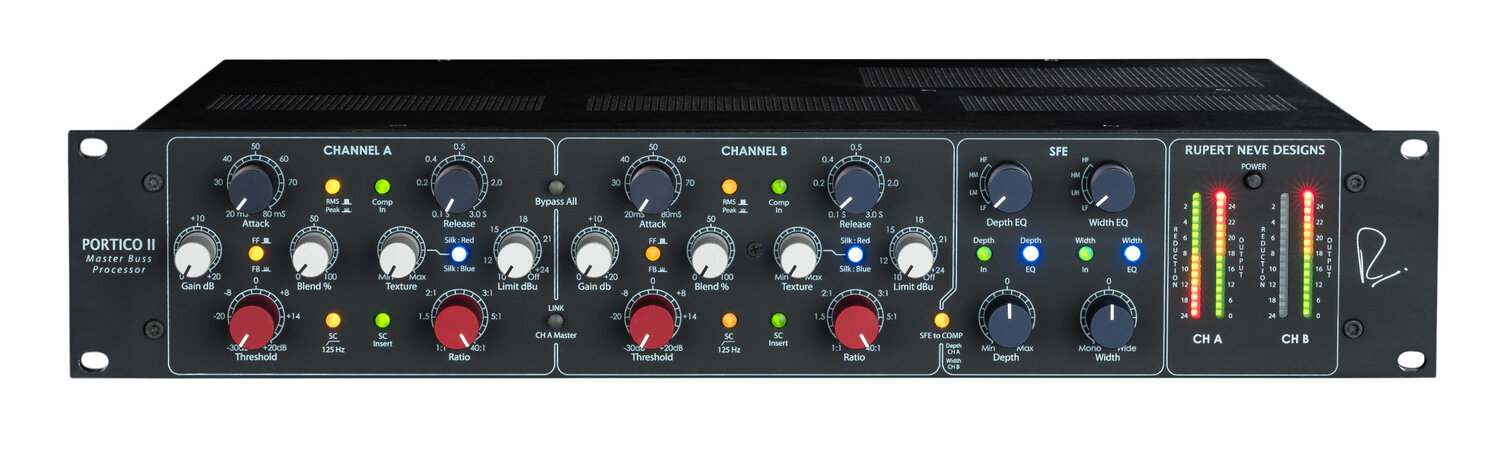 PORTICO II
Master Buss
Processor
CHANNEL A
20 mS 30 40 50 60 70 80 mS
Attack
RMS
Peak
Comp
In
0.1 S 0.2 0.4 0.5 1.0 2.0 3.0 S
Release
0 +10 +20
Gain dB
FF
FB
0 50 100
Blend %
Min Max
Texture
Silk : Red
Silk : Blue
12 15 18 21 +24
10 Off
Limit dBu
-30dB -20 -8 0 +8 +14 +20dB
Threshold
SC
125 Hz
SC
Insert
1:1 1.5 2:1 3:1 5:1 40:1
Ratio
Bypass All
LINK
CH A Master
CHANNEL B
20mS 30 40 50 60 70 80mS
Attack
RMS
Peak
Comp
In
0.1 S 0.2 0.4 0.5 1.0 2.0 3.0 S
Release
0 +10 +20
Gain db
FF
FB
0 50 100
Blend %
Min Max
Texture
Silk : Red
Silk : Blue
12 15 18 21 +24
10 Off
Limit dBu
-30dB -20 -8 0 +8 +14 +20dB
Threshold
SC
125 Hz
SC
Insert
1:1 1.5 2:1 3:1 5:1 40:1
Ratio
SFE to COMP
Depth
CH A
Width
CH B
SFE
LF LM HM HF
Depth EQ
LF LM HM HF
Width EQ
Depth
In
Depth
EQ
Width
In
Width
EQ
Min 0 Max
Depth
Mono 0 Wide
Width
RUPERT NEVE DESIGNS
POWER
2 4 6 8 10 12 18 24
REDUCTION
24 22 20 18 16 14 12 6 0
OUTPUT
CH A
2 4 6 8 10 12 18 24
REDUCTION
24 22 20 18 16 14 12 6 0
OUTPUT
CH B
R.